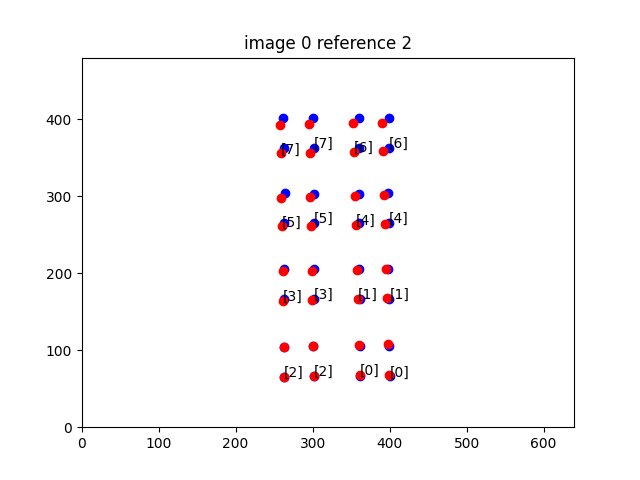 image 0 reference 2
400
[7] [7] [6] [6]
300
[5] [5] [4] [4]
200
[3] [3] [1] [1]
100
[2] [2] [0] [0]
0
0 100 200 300 400 500 600